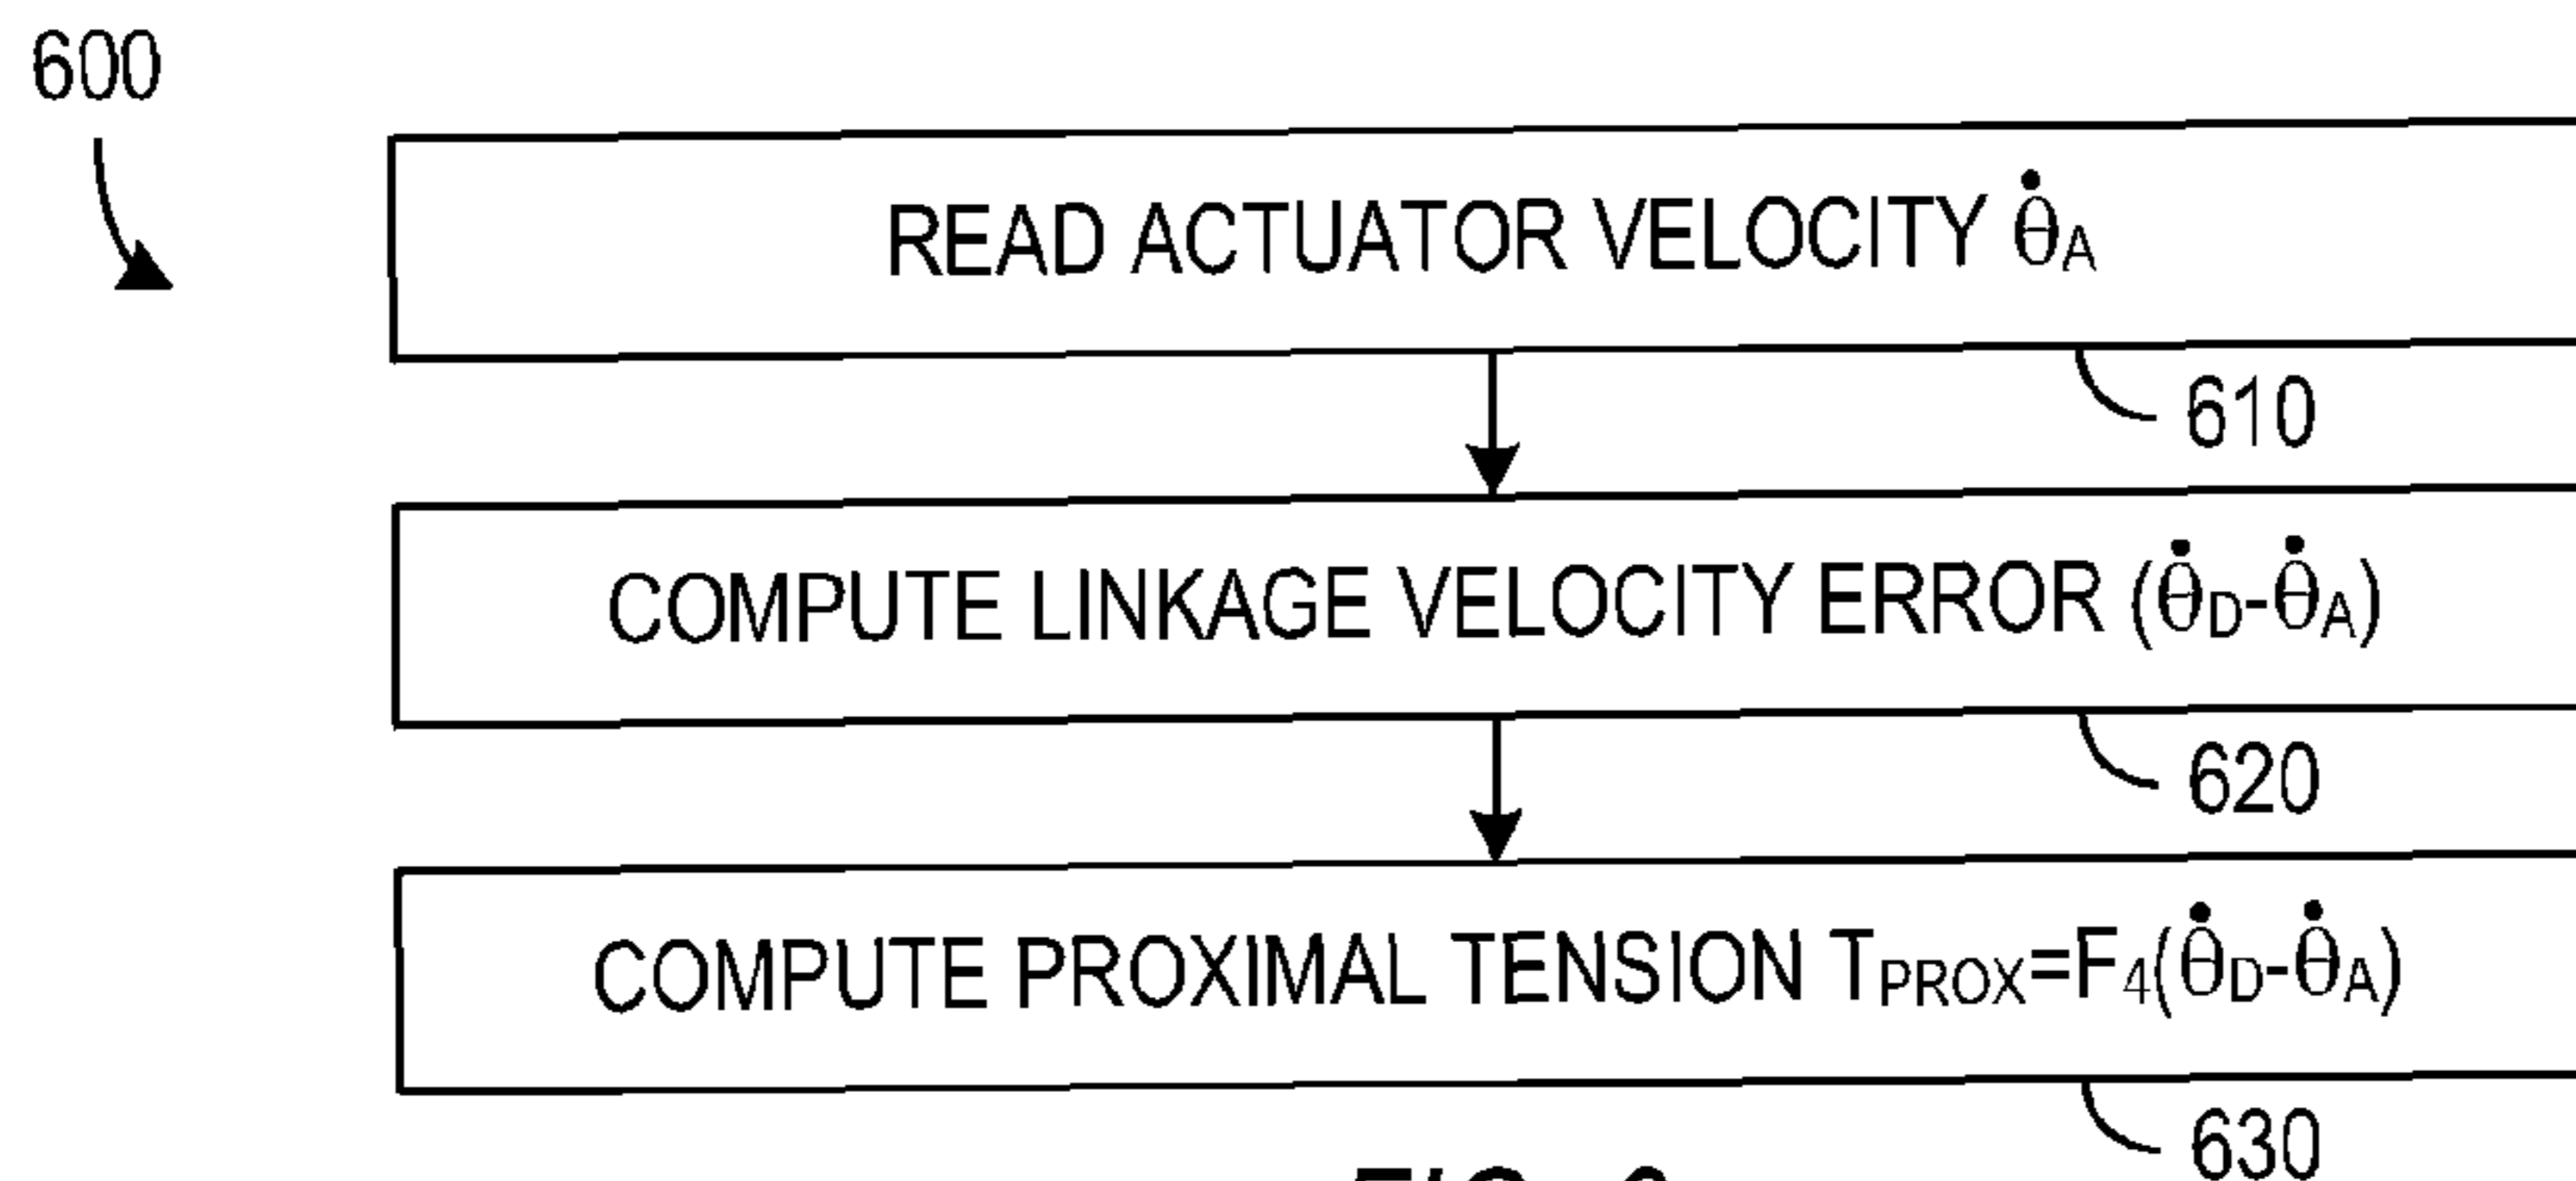 600
READ ACTUATOR VELOCITY θ̇A
610
COMPUTE LINKAGE VELOCITY ERROR (θ̇D-θ̇A)
620
COMPUTE PROXIMAL TENSION TPROX=F4(θ̇D-θ̇A)
630